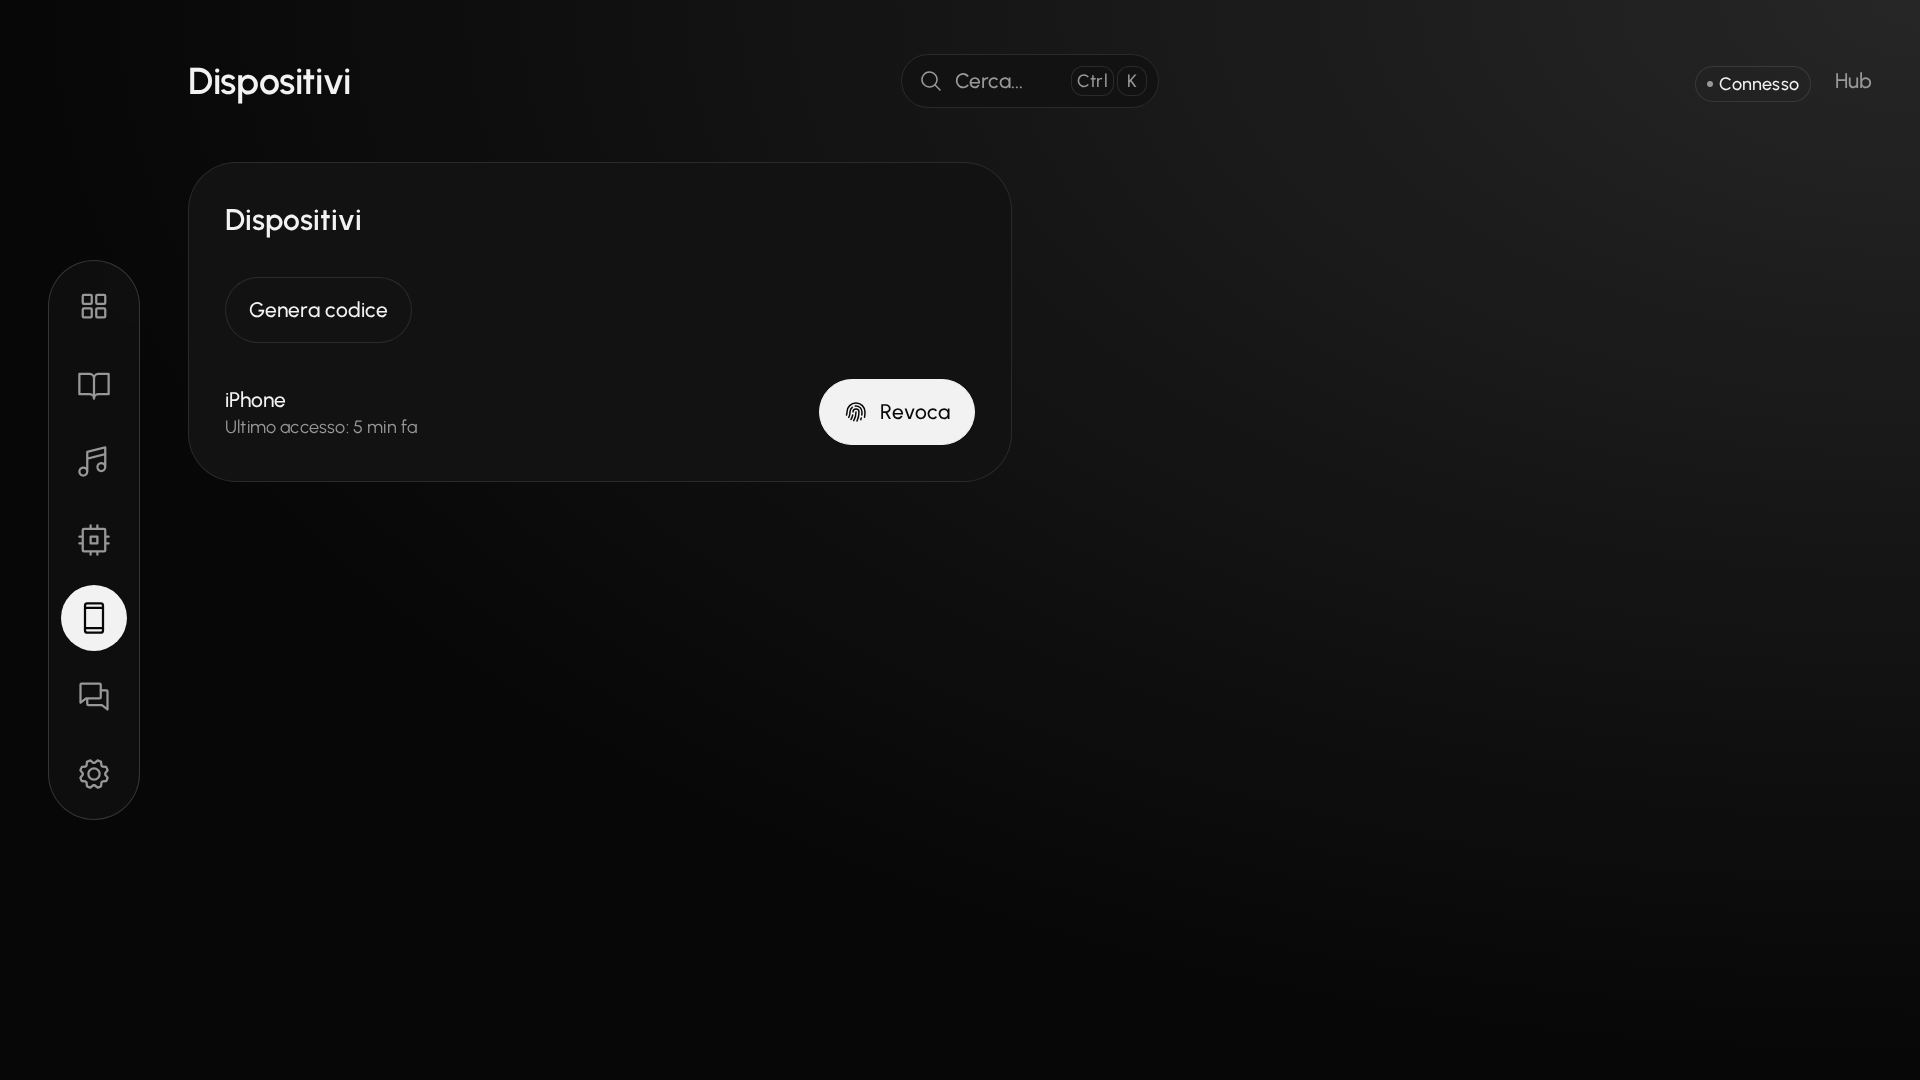 Dispositivi
Cerca...
Ctrl K
Connesso
Hub
Dispositivi
Genera codice
iPhone
Ultimo accesso: 5 min fa
Revoca